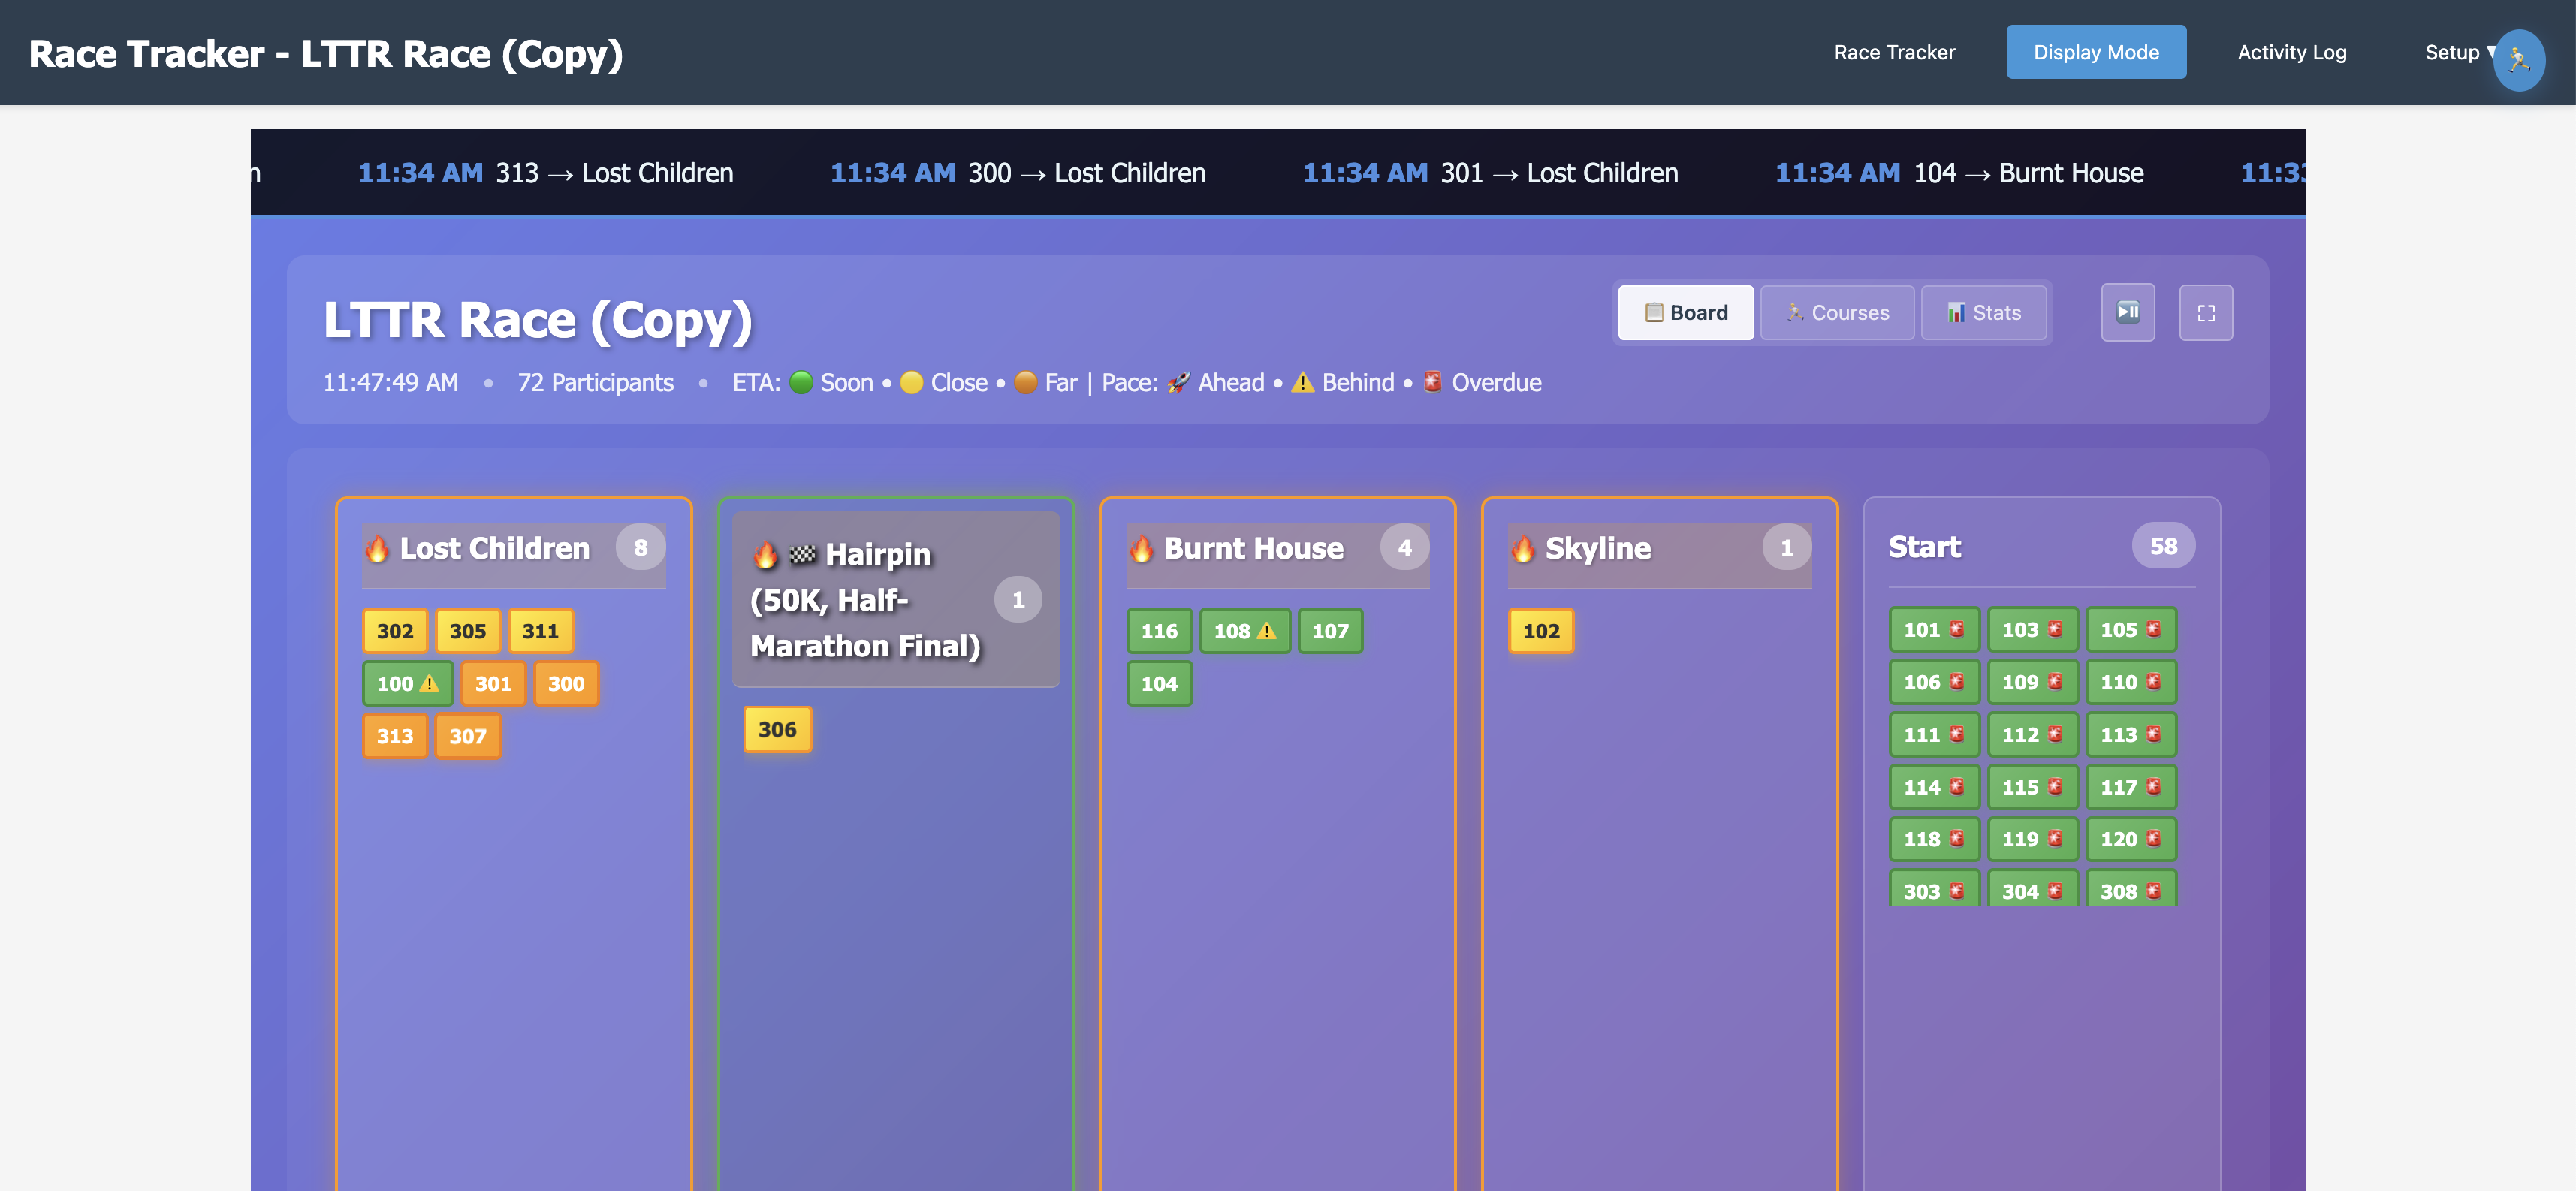 Race Tracker - LTTR Race (Copy)
Race Tracker
Display Mode
Activity Log
Setup ▼
11:34 AM 313 → Lost Children
11:34 AM 300 → Lost Children
11:34 AM 301 → Lost Children
11:34 AM 104 → Burnt House
LTTR Race (Copy)
Board
Courses
Stats
11:47:49 AM • 72 Participants • ETA: 🟢 Soon • 🟡 Close • 🟠 Far | Pace: 🚀 Ahead • ⚠️ Behind • 🚨 Overdue
🔥 Lost Children 8
302 305 311
100 ⚠️ 301 300
313 307
🔥 🏁 Hairpin
(50K, Half-
Marathon Final)
1
306
🔥 Burnt House 4
116 108 ⚠️ 107
104
🔥 Skyline 1
102
Start 58
101 🚨 103 🚨 105 🚨
106 🚨 109 🚨 110 🚨
111 🚨 112 🚨 113 🚨
114 🚨 115 🚨 117 🚨
118 🚨 119 🚨 120 🚨
303 🚨 304 🚨 308 🚨